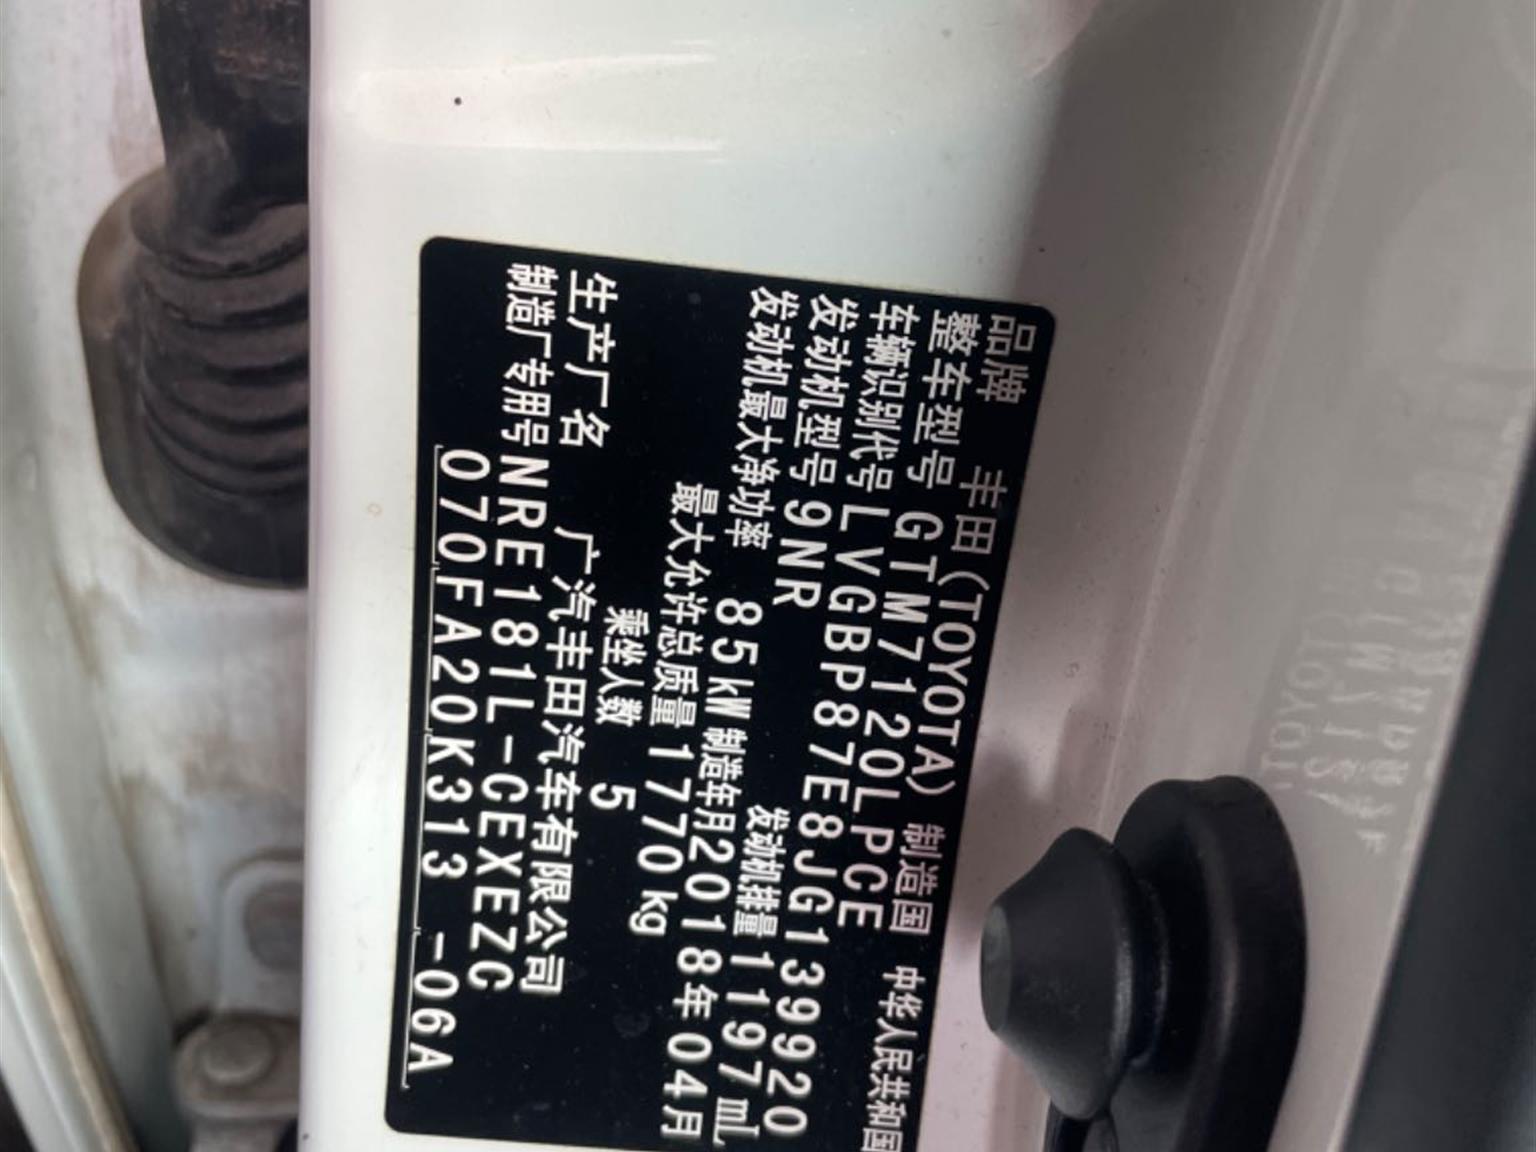 品牌 丰田(TOYOTA) 制造国 中华人民共和国
整车型号 GTM7120LPCE
车辆识别代号 LVGBP87E8JG139920
发动机型号 9NR 发动机排量 1197mL
发动机最大净功率 85kW 制造年月 2018年04月
最大允许总质量 1770kg
乘坐人数 5
生产厂名 广汽丰田汽车有限公司
制造厂专用号 NRE181L-CEXEZC
070FA20K313 -06A